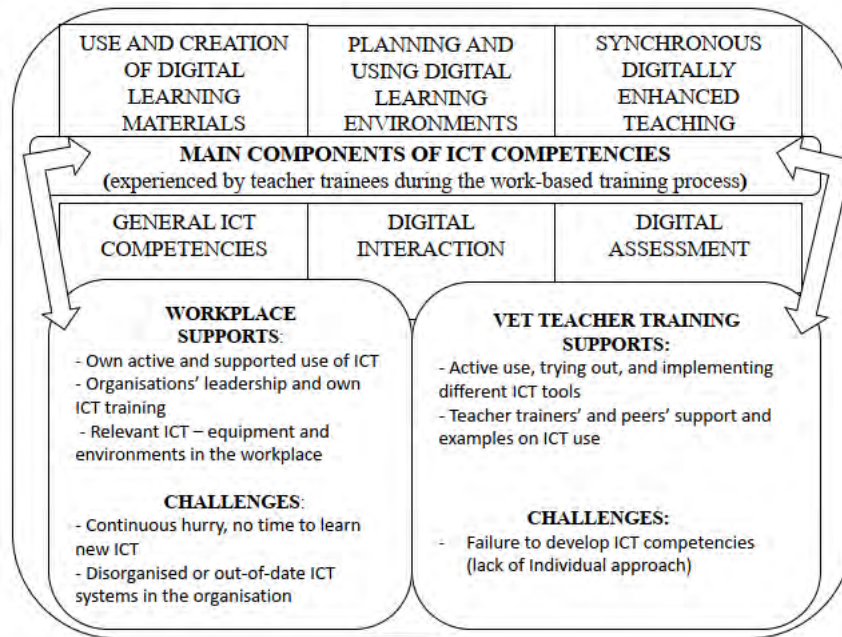 USE AND CREATION
OF DIGITAL
LEARNING
MATERIALS
PLANNING AND
USING DIGITAL
LEARNING
ENVIRONMENTS
SYNCHRONOUS
DIGITALLY
ENHANCED
TEACHING
MAIN COMPONENTS OF ICT COMPETENCIES
(experienced by teacher trainees during the work-based training process)
GENERAL ICT
COMPETENCIES
DIGITAL
INTERACTION
DIGITAL
ASSESSMENT
WORKPLACE
SUPPORTS:
- Own active and supported use of ICT
- Organisations' leadership and own
ICT training
- Relevant ICT – equipment and
environments in the workplace
CHALLENGES:
- Continuous hurry, no time to learn
new ICT
- Disorganised or out-of-date ICT
systems in the organisation
VET TEACHER TRAINING
SUPPORTS:
- Active use, trying out, and implementing
different ICT tools
- Teacher trainers' and peers' support and
examples on ICT use
CHALLENGES:
- Failure to develop ICT competencies
(lack of Individual approach)